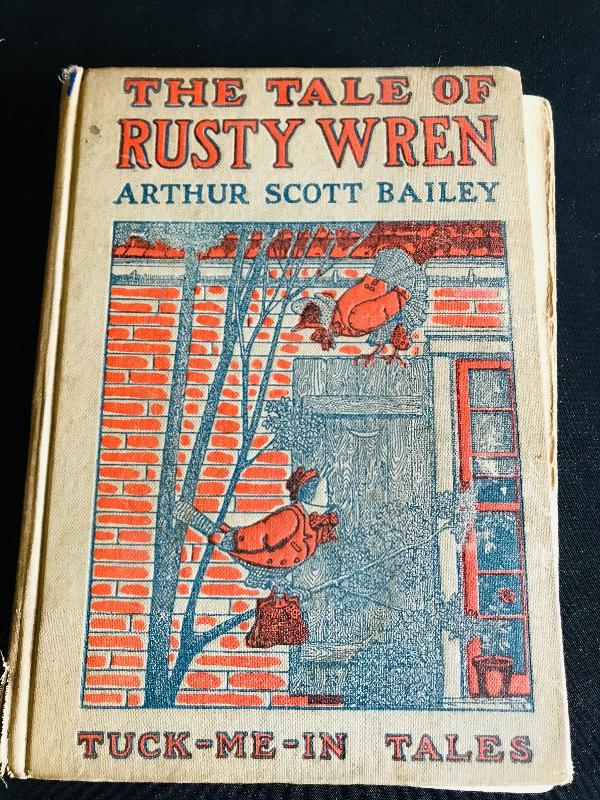 THE TALE OF
RUSTY WREN
ARTHUR SCOTT BAILEY
TUCK-ME-IN TALES